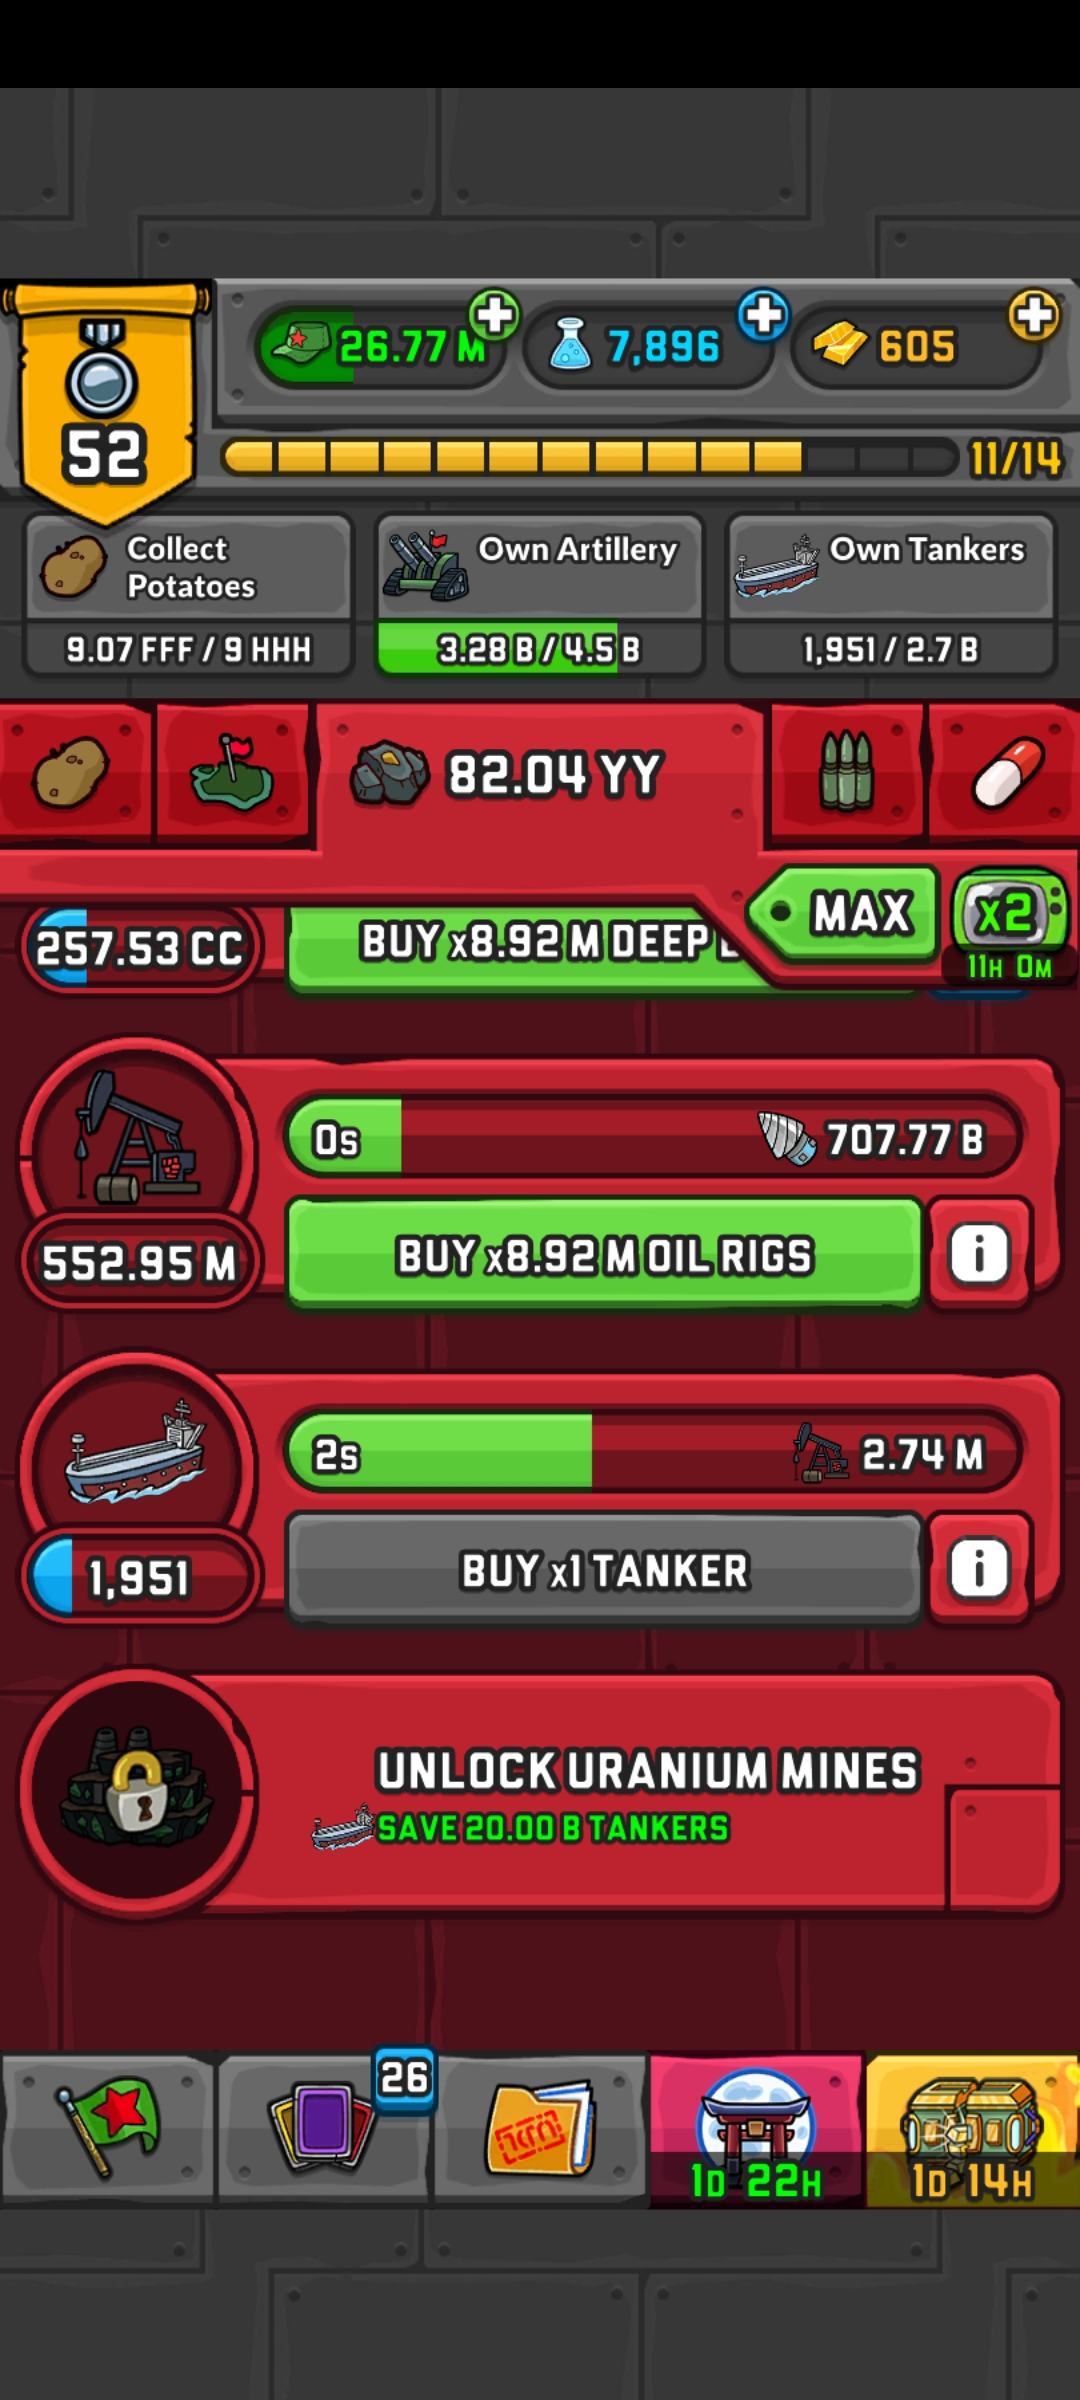 26.77 M
7,896
605
52
11/14
Collect
Potatoes
9.07 FFF / 9 HHH
Own Artillery
3.28 B / 4.5 B
Own Tankers
1,951 / 2.7 B
82.04 YY
MAX
x2
11H 0M
257.53 CC
BUY x8.92 M DEEP
0s
707.77 B
552.95 M
BUY x8.92 M OIL RIGS
i
2s
2.74 M
1,951
BUY x1 TANKER
i
UNLOCK URANIUM MINES
SAVE 20.00 B TANKERS
26
1D 22H
1D 14H